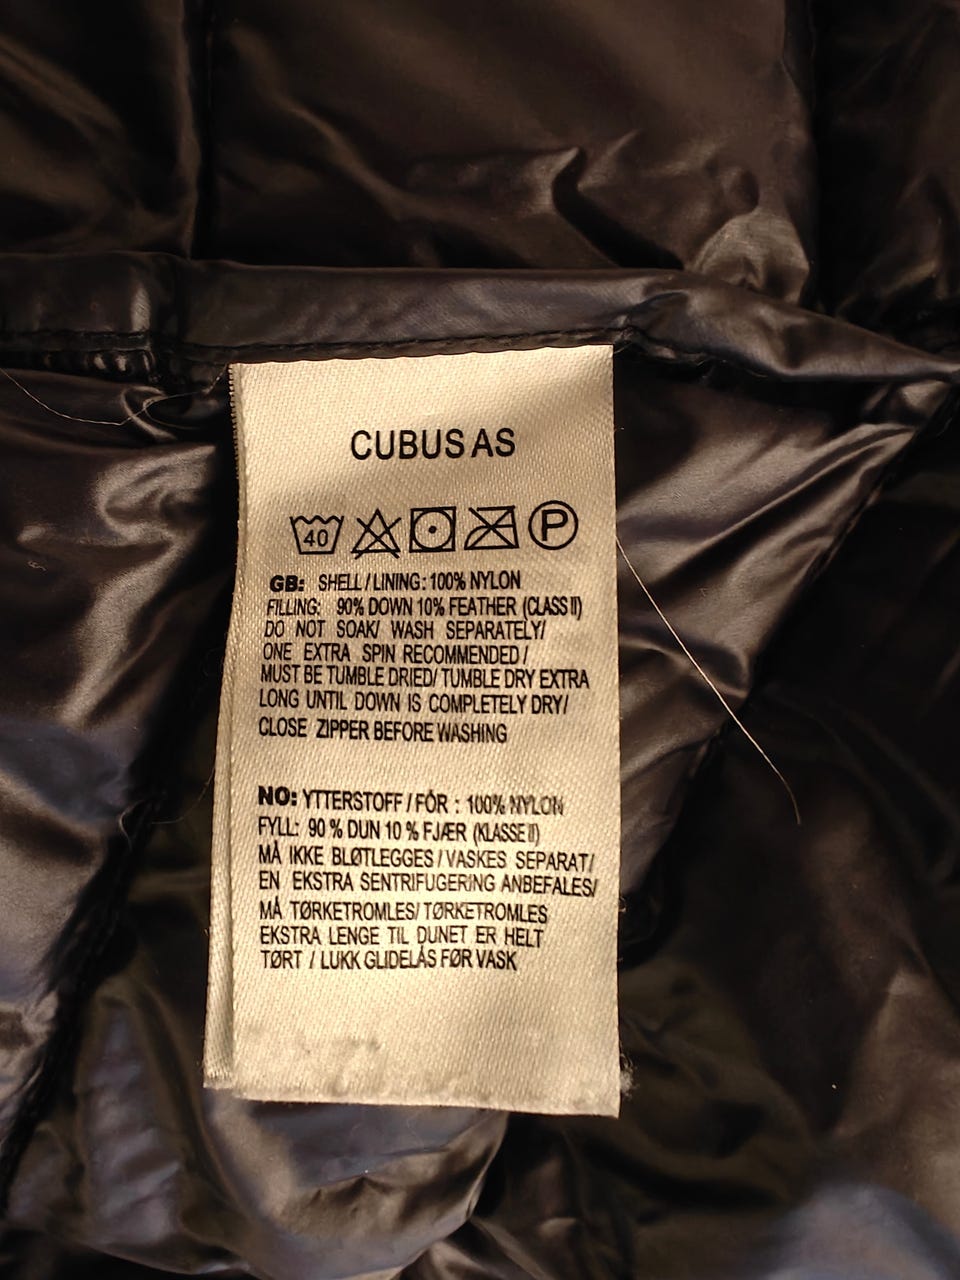 CUBUS AS
40 P
GB: SHELL / LINING: 100% NYLON
FILLING: 90% DOWN 10% FEATHER (CLASS II)
DO NOT SOAK/ WASH SEPARATELY/
ONE EXTRA SPIN RECOMMENDED /
MUST BE TUMBLE DRIED/ TUMBLE DRY EXTRA
LONG UNTIL DOWN IS COMPLETELY DRY/
CLOSE ZIPPER BEFORE WASHING
NO: YTTERSTOFF / FÓR : 100% NYLON
FYLL: 90 % DUN 10 % FJÆR (KLASSE II)
MÅ IKKE BLØTLEGGES / VASKES SEPARAT/
EN EKSTRA SENTRIFUGERING ANBEFALES/
MÅ TØRKETROMLES/ TØRKETROMLES
EKSTRA LENGE TIL DUNET ER HELT
TØRT / LUKK GLIDELÅS FØR VASK